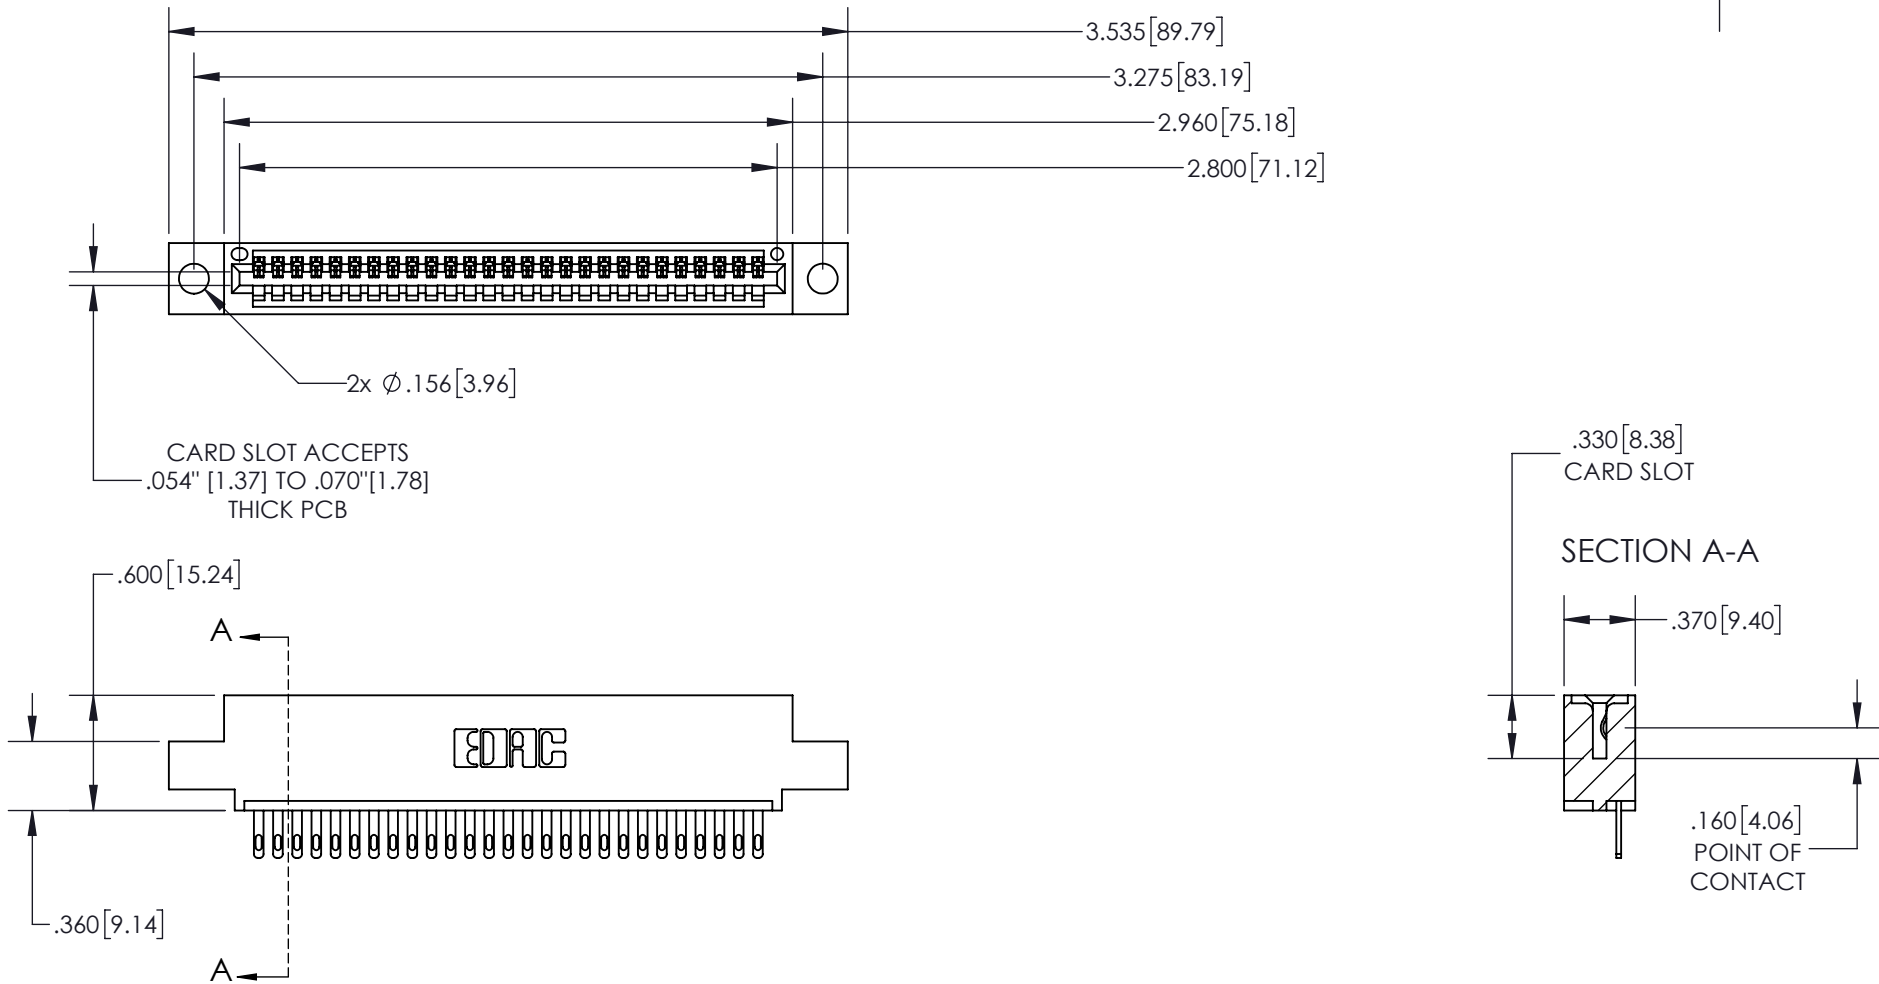 3.535[89.79]
3.275[83.19]
2.960[75.18]
2.800[71.12]
2x ⌀.156[3.96]
CARD SLOT ACCEPTS
.054" [1.37] TO .070"[1.78]
THICK PCB
.330[8.38]
CARD SLOT
SECTION A-A
.600[15.24]
A
.370[9.40]
EDAC
.160[4.06]
POINT OF
CONTACT
.360[9.14]
A